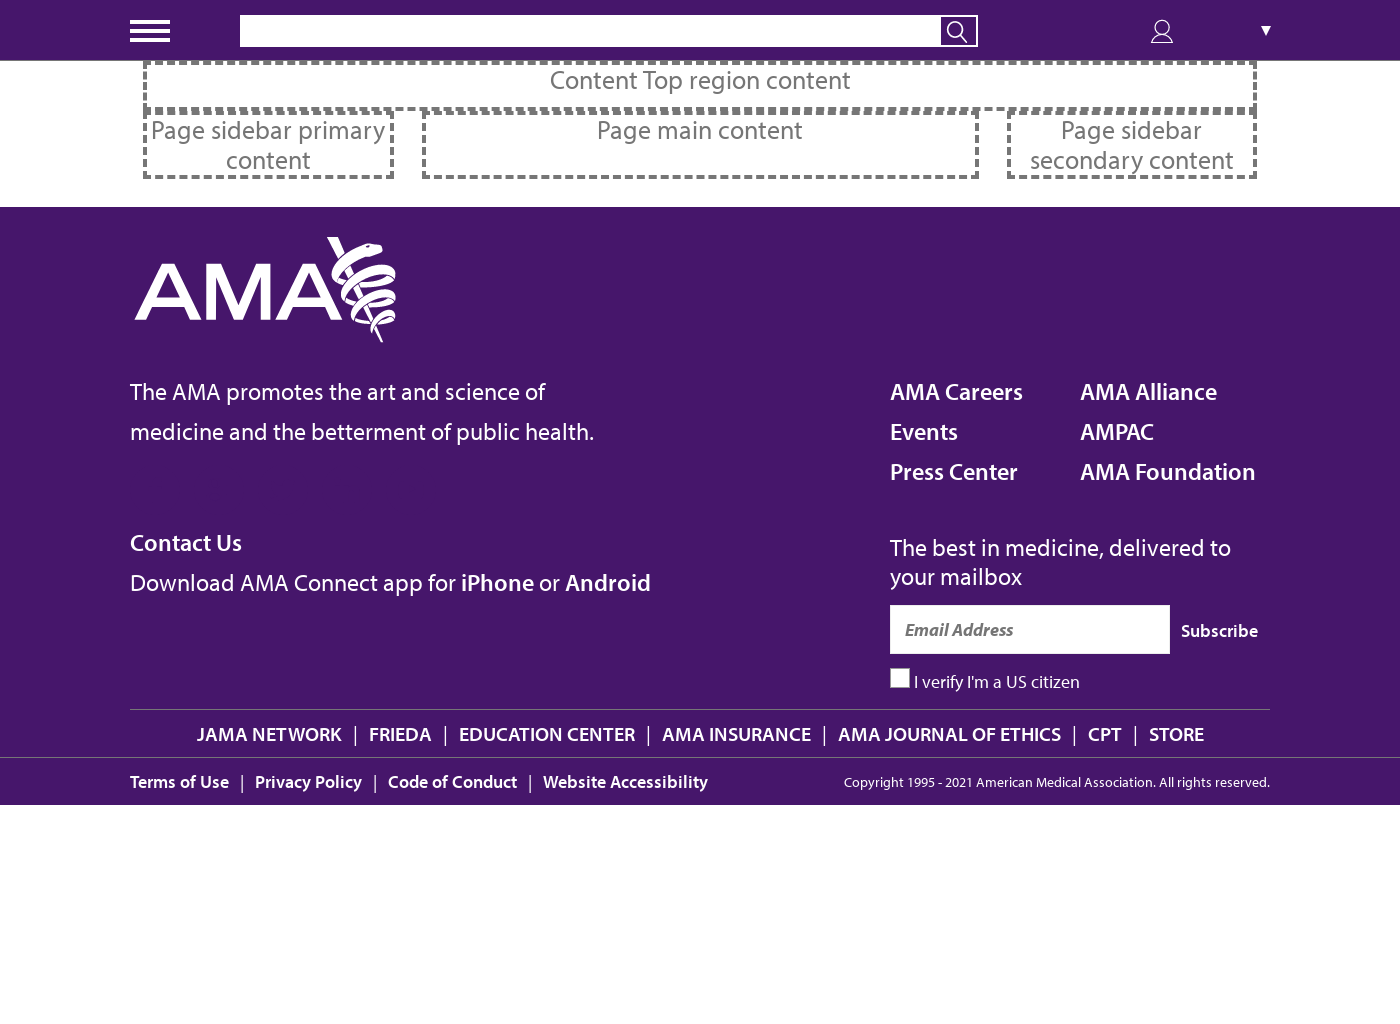 ▼
Content Top region content
Page sidebar primary
content
Page main content
Page sidebar
secondary content
AMA
The AMA promotes the art and science of
medicine and the betterment of public health.
AMA Careers
Events
Press Center
AMA Alliance
AMPAC
AMA Foundation
Contact Us
Download AMA Connect app for iPhone or Android
The best in medicine, delivered to
your mailbox
Email Address
Subscribe
I verify I'm a US citizen
JAMA NETWORK | FRIEDA | EDUCATION CENTER | AMA INSURANCE | AMA JOURNAL OF ETHICS | CPT | STORE
Terms of Use | Privacy Policy | Code of Conduct | Website Accessibility
Copyright 1995 - 2021 American Medical Association. All rights reserved.